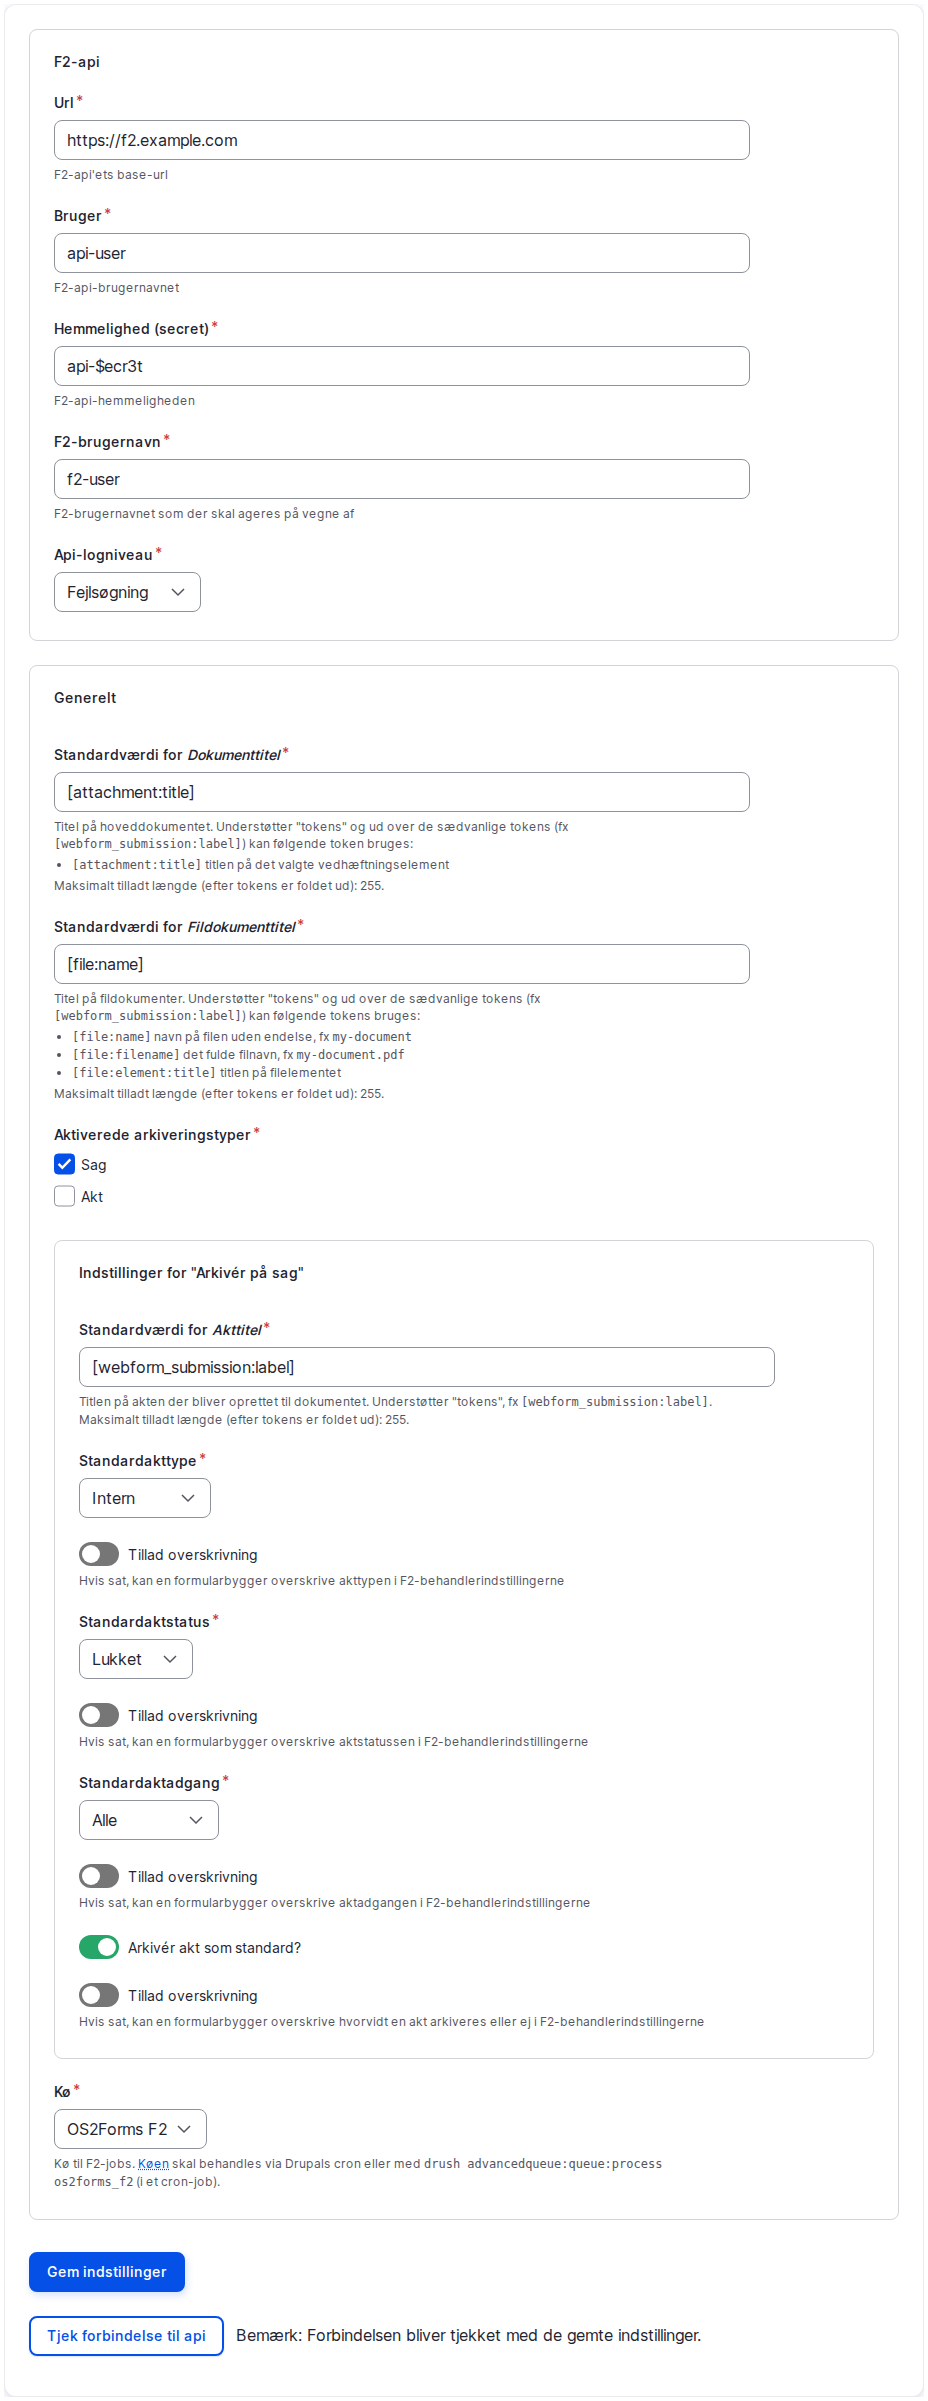 F2-api
Url *
https://f2.example.com
F2-api'ets base-url
Bruger *
api-user
F2-api-brugernavnet
Hemmelighed (secret) *
api-$ecr3t
F2-api-hemmeligheden
F2-brugernavn *
f2-user
F2-brugernavnet som der skal ageres på vegne af
Api-logniveau *
Fejlsøgning
Generelt
Standardværdi for Dokumenttitel *
[attachment:title]
Titel på hoveddokumentet. Understøtter "tokens" og ud over de sædvanlige tokens (fx
[webform_submission:label]) kan følgende token bruges:
• [attachment:title] titlen på det valgte vedhæftningselement
Maksimalt tilladt længde (efter tokens er foldet ud): 255.
Standardværdi for Fildokumenttitel *
[file:name]
Titel på fildokumenter. Understøtter "tokens" og ud over de sædvanlige tokens (fx
[webform_submission:label]) kan følgende tokens bruges:
• [file:name] navn på filen uden endelse, fx my-document
• [file:filename] det fulde filnavn, fx my-document.pdf
• [file:element:title] titlen på filelementet
Maksimalt tilladt længde (efter tokens er foldet ud): 255.
Aktiverede arkiveringstyper *
Sag
Akt
Indstillinger for "Arkivér på sag"
Standardværdi for Akttitel *
[webform_submission:label]
Titlen på akten der bliver oprettet til dokumentet. Understøtter "tokens", fx [webform_submission:label].
Maksimalt tilladt længde (efter tokens er foldet ud): 255.
Standardakttype *
Intern
Tillad overskrivning
Hvis sat, kan en formularbygger overskrive akttypen i F2-behandlerindstillingerne
Standardaktstatus *
Lukket
Tillad overskrivning
Hvis sat, kan en formularbygger overskrive aktstatussen i F2-behandlerindstillingerne
Standardaktadgang *
Alle
Tillad overskrivning
Hvis sat, kan en formularbygger overskrive aktadgangen i F2-behandlerindstillingerne
Arkivér akt som standard?
Tillad overskrivning
Hvis sat, kan en formularbygger overskrive hvorvidt en akt arkiveres eller ej i F2-behandlerindstillingerne
Kø *
OS2Forms F2
Kø til F2-jobs. Køen skal behandles via Drupals cron eller med drush advancedqueue:queue:process
os2forms_f2 (i et cron-job).
Gem indstillinger
Tjek forbindelse til api
Bemærk: Forbindelsen bliver tjekket med de gemte indstillinger.